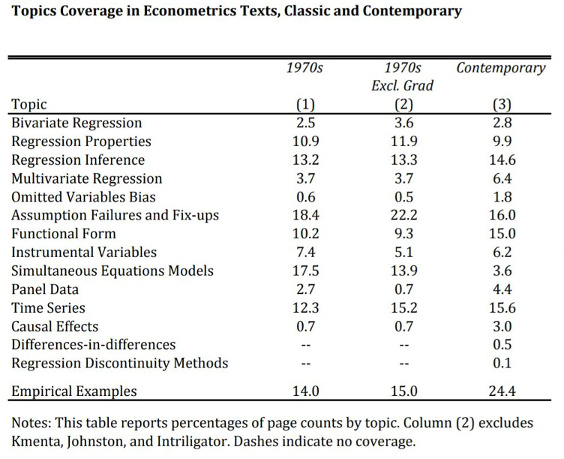 Topics Coverage in Econometrics Texts, Classic and Contemporary
1970s 1970s Contemporary
Excl. Grad
Topic (1) (2) (3)
Bivariate Regression 2.5 3.6 2.8
Regression Properties 10.9 11.9 9.9
Regression Inference 13.2 13.3 14.6
Multivariate Regression 3.7 3.7 6.4
Omitted Variables Bias 0.6 0.5 1.8
Assumption Failures and Fix-ups 18.4 22.2 16.0
Functional Form 10.2 9.3 15.0
Instrumental Variables 7.4 5.1 6.2
Simultaneous Equations Models 17.5 13.9 3.6
Panel Data 2.7 0.7 4.4
Time Series 12.3 15.2 15.6
Causal Effects 0.7 0.7 3.0
Differences-in-differences -- -- 0.5
Regression Discontinuity Methods -- -- 0.1
Empirical Examples 14.0 15.0 24.4
Notes: This table reports percentages of page counts by topic. Column (2) excludes
Kmenta, Johnston, and Intriligator. Dashes indicate no coverage.